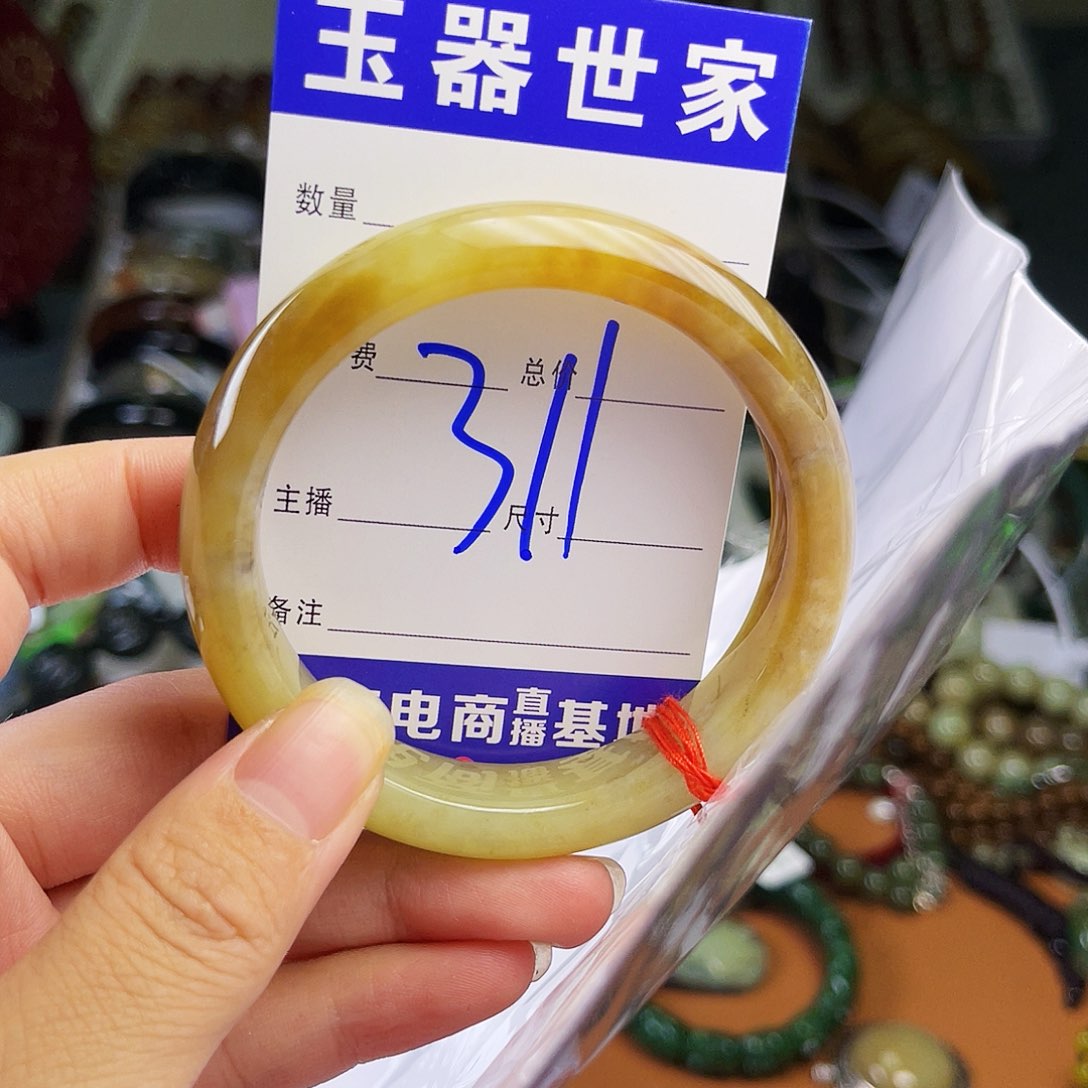 玉器世家
数量
费 总价
311
主播 尺寸
备注
电商直播基地